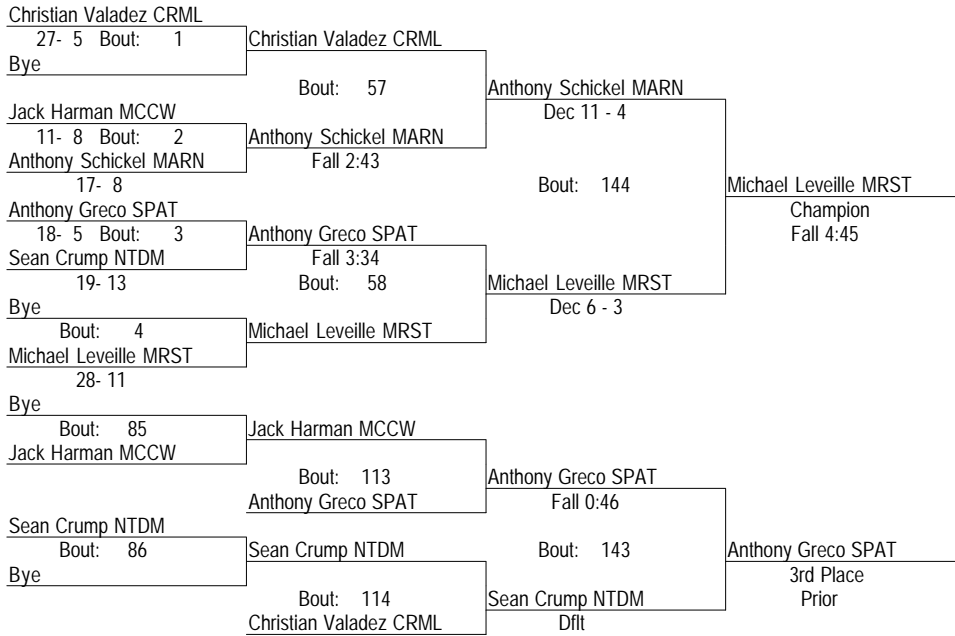 Christian Valadez CRML
27- 5 Bout: 1
Bye
Christian Valadez CRML
Bout: 57
Jack Harman MCCW
11- 8 Bout: 2
Anthony Schickel MARN
17- 8
Anthony Schickel MARN
Fall 2:43
Anthony Schickel MARN
Dec 11 - 4
Bout: 144
Anthony Greco SPAT
18- 5 Bout: 3
Sean Crump NTDM
19- 13
Anthony Greco SPAT
Fall 3:34
Bout: 58
Bye
Bout: 4
Michael Leveille MRST
28- 11
Michael Leveille MRST
Michael Leveille MRST
Dec 6 - 3
Michael Leveille MRST
Champion
Fall 4:45
Bye
Bout: 85
Jack Harman MCCW
Jack Harman MCCW
Bout: 113
Anthony Greco SPAT
Anthony Greco SPAT
Fall 0:46
Bout: 143
Sean Crump NTDM
Bout: 86
Bye
Sean Crump NTDM
Bout: 114
Christian Valadez CRML
Sean Crump NTDM
Dflt
Anthony Greco SPAT
3rd Place
Prior